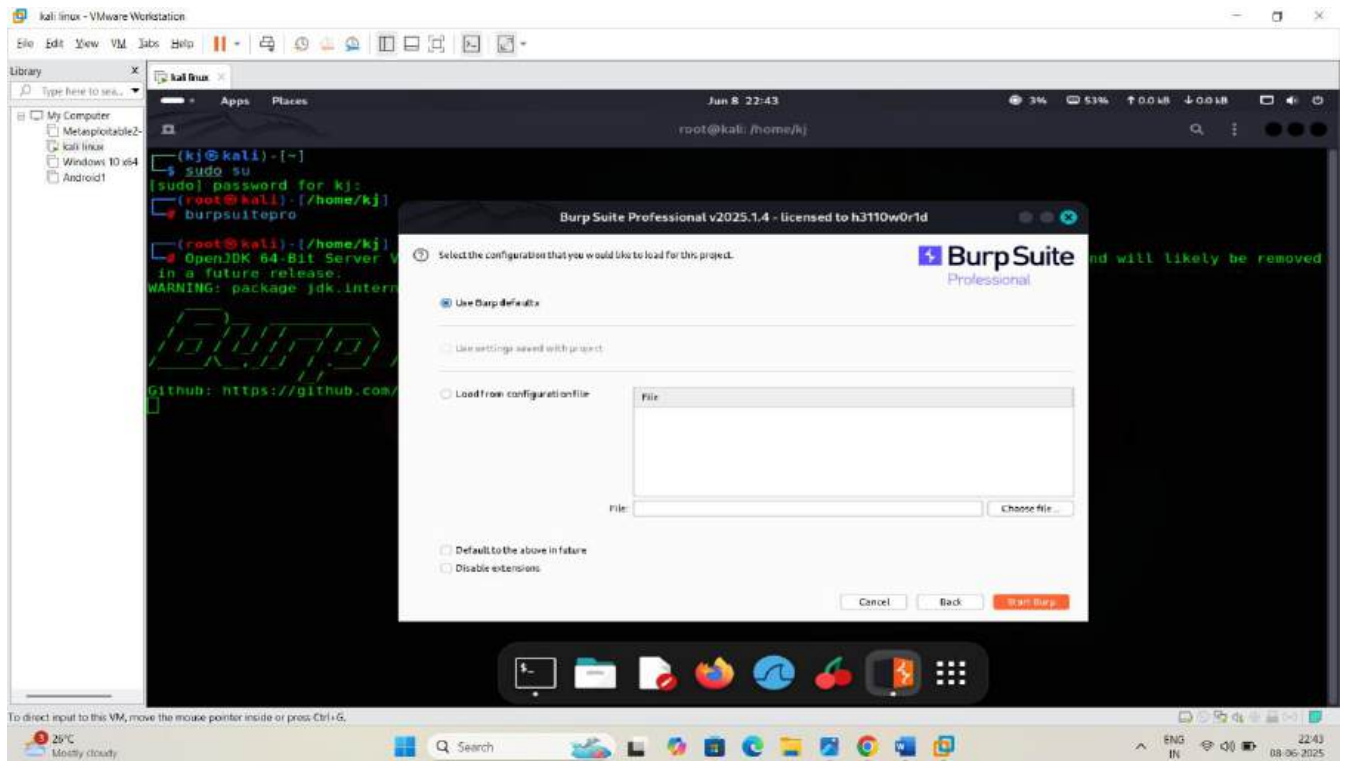 kali linux - VMware Workstation
File Edit View VM Tabs Help
Library X
kali linux
Type here to sea...
My Computer
Metasploitable2-
kali linux
Windows 10 x64
Android1
Apps Places
Jun 8 22:43
3% 53% 0.0 kB 0.0 kB
root@kali: /home/kj
(kj㉿kali)-[~]
$ sudo su
[sudo] password for kj:
(root㉿kali)-[/home/kj]
# burpsuitepro
(root㉿kali)-[/home/kj]
# OpenJDK 64-Bit Server V
nd will likely be removed
in a future release.
WARNING: package jdk.intern
Burp
Github: https://github.com/
Burp Suite Professional v2025.1.4 - licensed to h3110w0r1d
Select the configuration that you would like to load for this project.
Burp Suite
Professional
Use Burp defaults
Use settings saved with project
Load from configuration file
File
File:
Choose file ...
Default to the above in future
Disable extensions
Cancel Back Start Burp
To direct input to this VM, move the mouse pointer inside or press Ctrl+G.
3
26°C
Mostly cloudy
Search
ENG
IN
22:43
08-06-2025